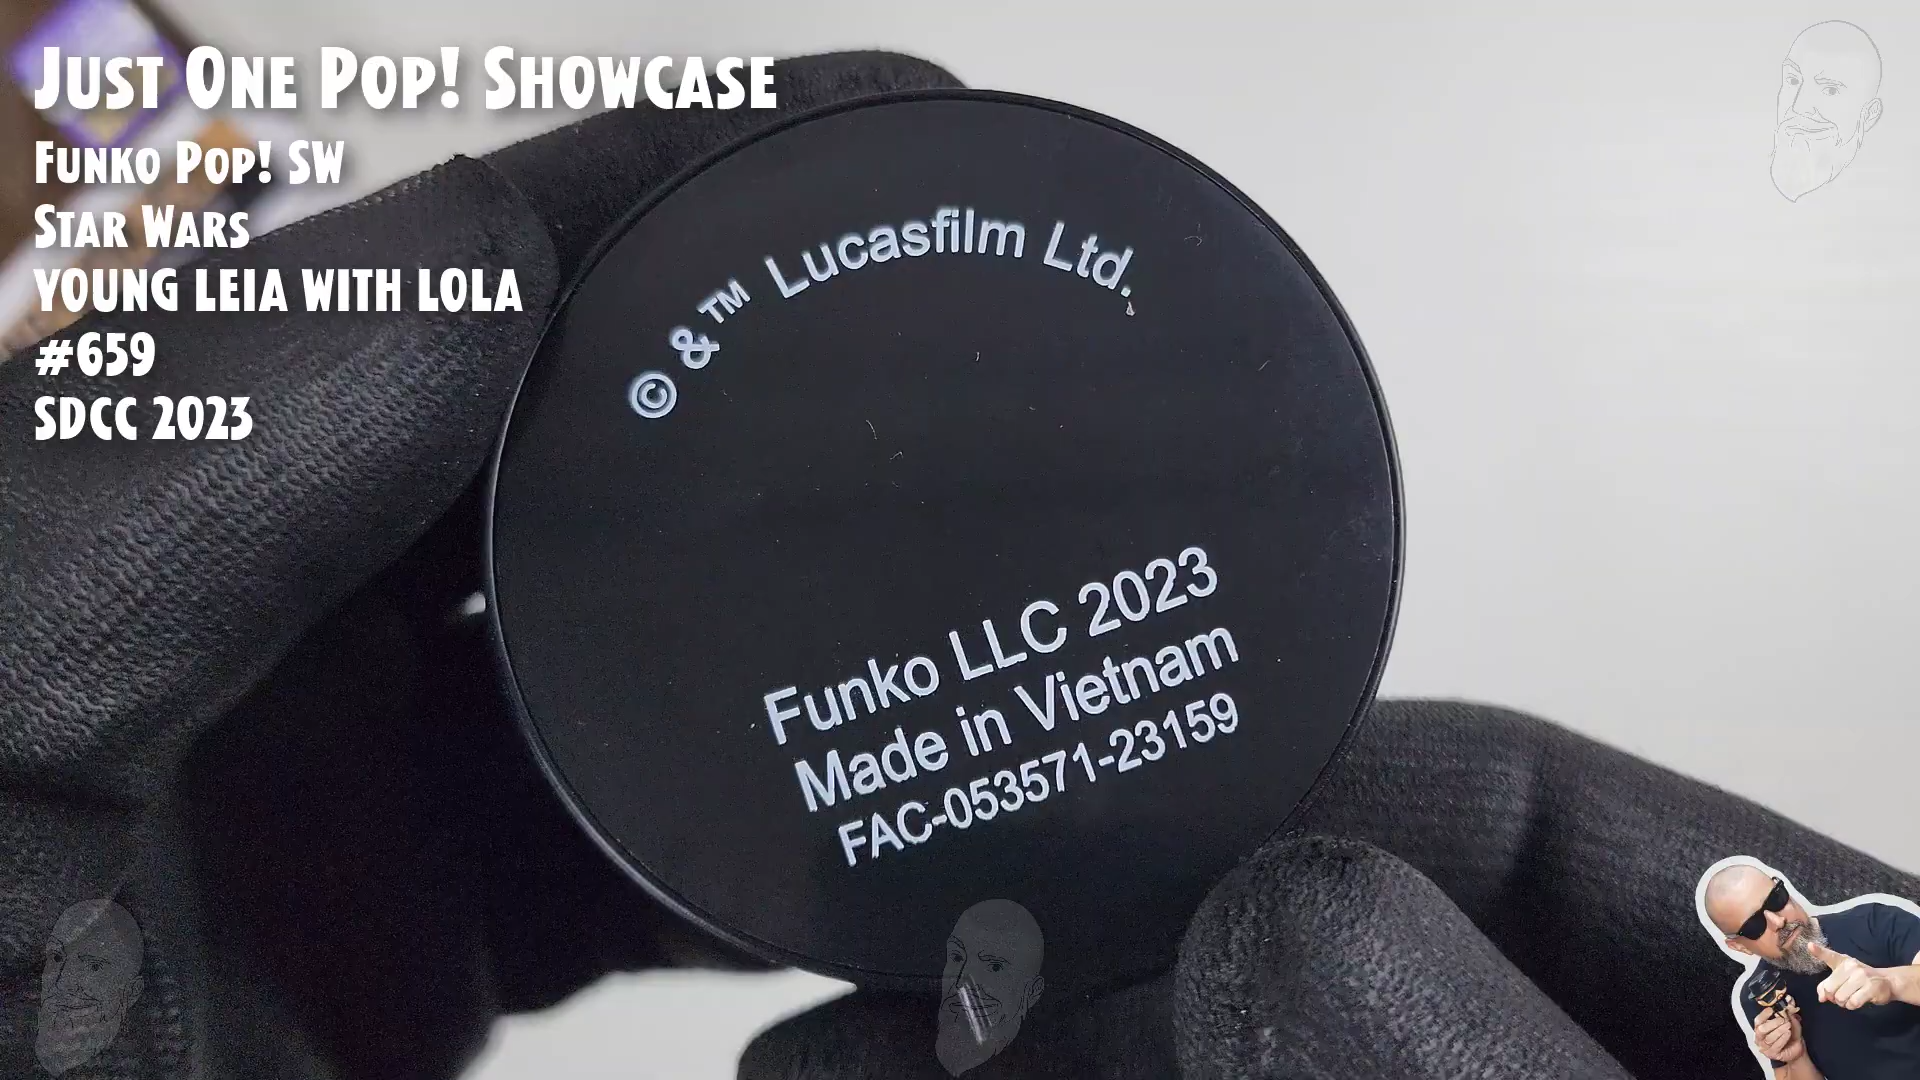 JUST ONE POP! SHOWCASE
FUNKO POP! SW
STAR WARS
YOUNG LEIA WITH LOLA
#659
SDCC 2023
© & ™ Lucasfilm Ltd.
Funko LLC 2023
Made in Vietnam
FAC-053571-23159